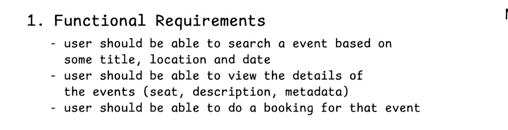 1. Functional Requirements
- user should be able to search a event based on
some title, location and date
- user should be able to view the details of
the events (seat, description, metadata)
- user should be able to do a booking for that event